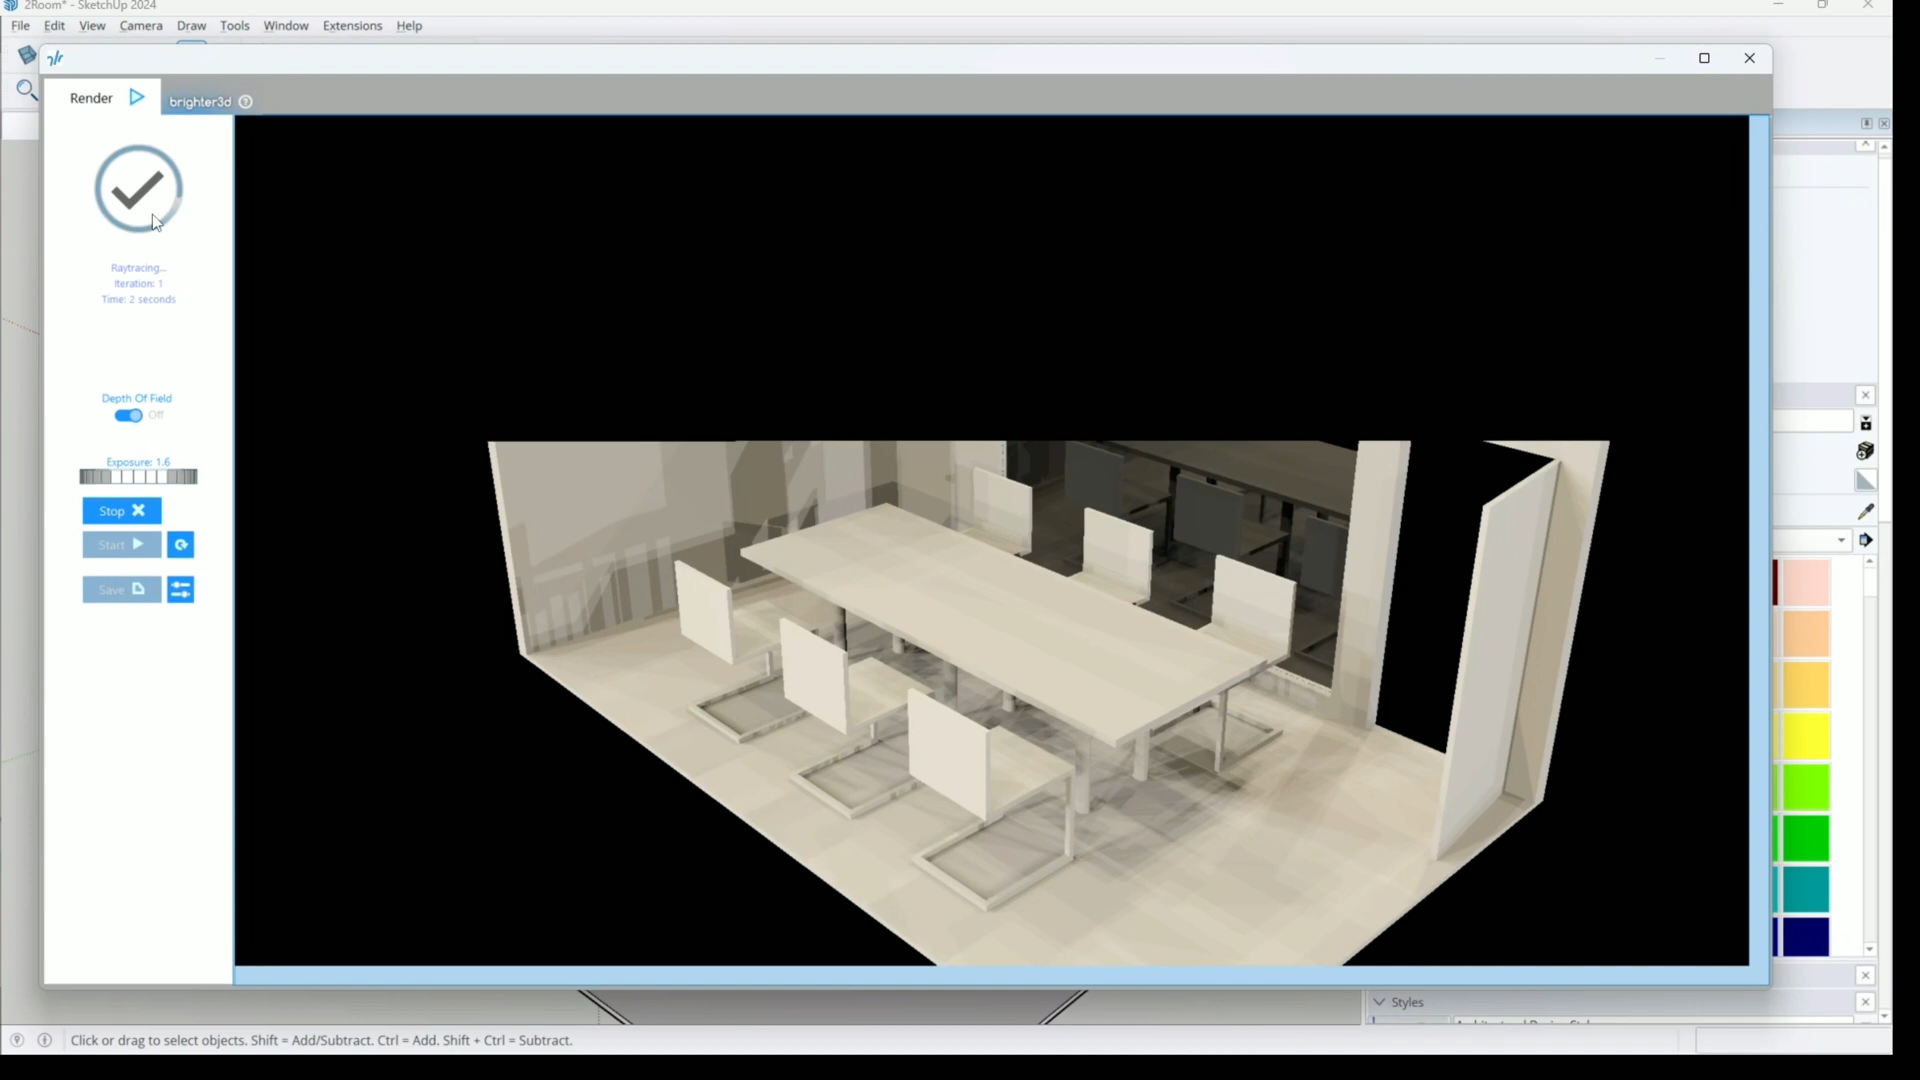 2Room* - SketchUp 2024
File Edit View Camera Draw Tools Window Extensions Help
Render
brighter3d ?
Raytracing...
Iteration: 1
Time: 2 seconds
Depth Of Field
Off
Exposure: 1.6
Stop
Start
Save
Styles
Click or drag to select objects. Shift = Add/Subtract. Ctrl = Add. Shift + Ctrl = Subtract.